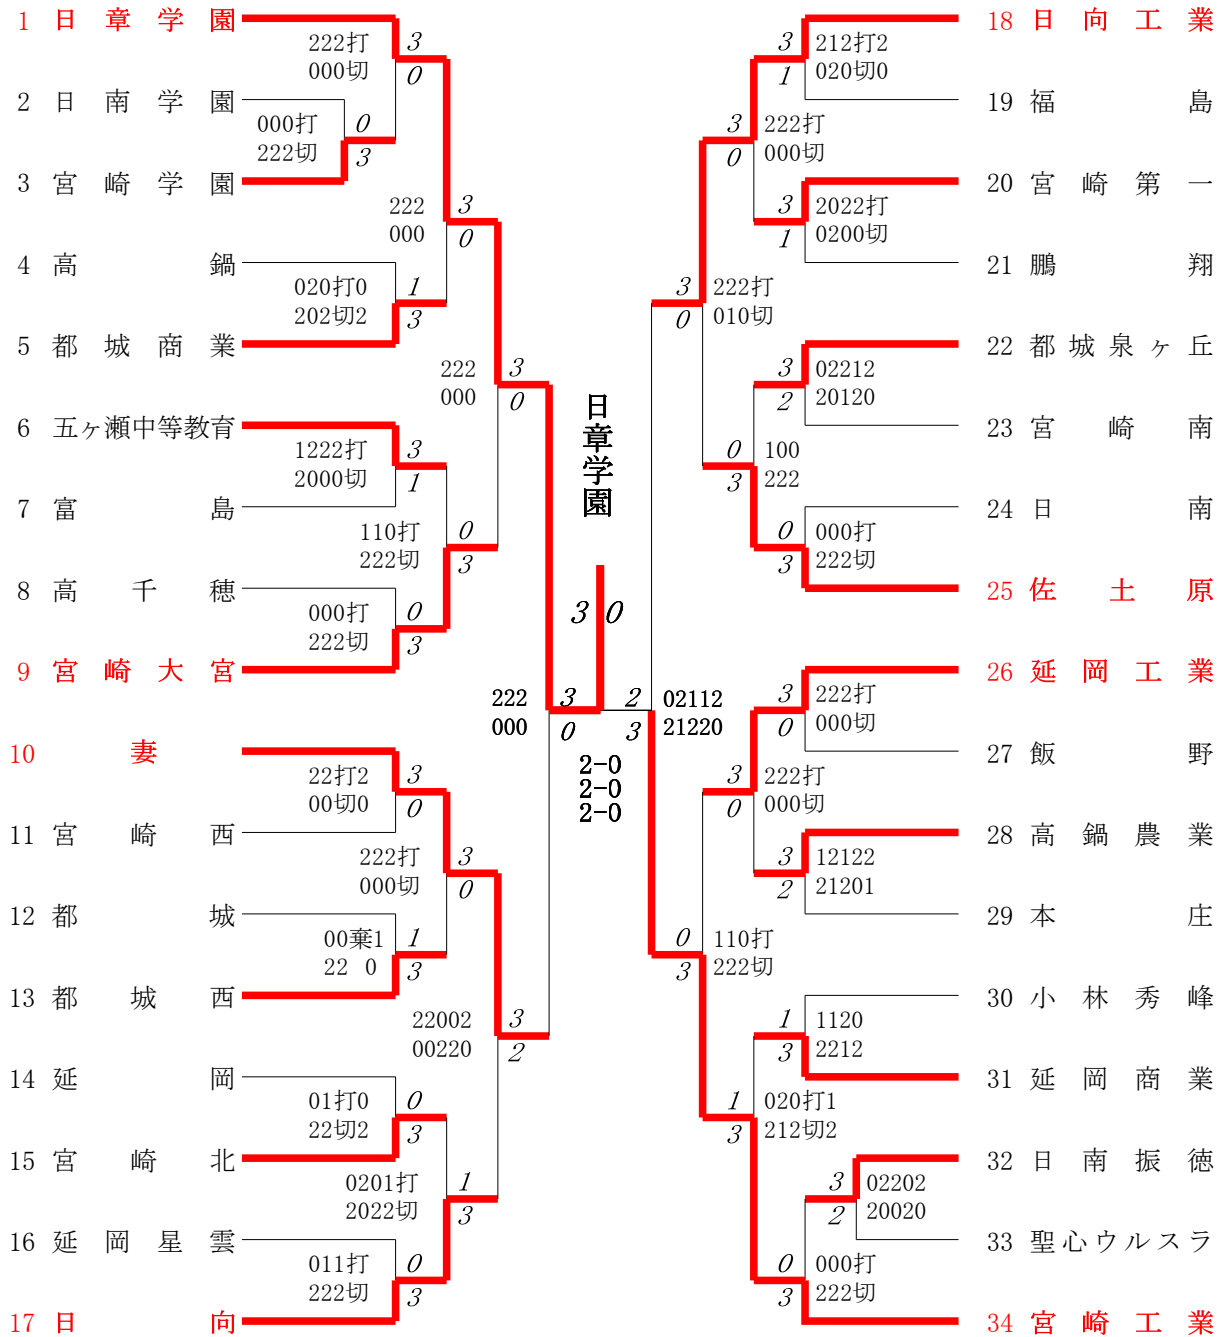 1 日章学園
222打 3
000切 0
2 日南学園
000打 0
222切 3
3 宮崎学園
222 3
000 0
4 高鍋
020打0 1
202切2 3
5 都城商業
222 3
000 0
6 五ヶ瀬中等教育
1222打 3
2000切 1
7 富島
110打 0
222切 3
8 高千穂
000打 0
222切 3
9 宮崎大宮
222 3
000 0
10 妻
22打2 3
00切0 0
11 宮崎西
222打 3
000切 0
12 都城
00棄1 1
22 0 3
13 都城西
22002 3
00220 2
14 延岡
01打0 0
22切2 3
15 宮崎北
0201打 1
2022切 3
16 延岡星雲
011打 0
222切 3
17 日向
日章学園
3 0
2-0
2-0
2-0
18 日向工業
3 212打2
1 020切0
19 福島
3 222打
0 000切
20 宮崎第一
3 2022打
1 0200切
21 鵬翔
3 222打
0 010切
22 都城泉ヶ丘
3 02212
2 20120
23 宮崎南
0 100
3 222
24 日南
0 000打
3 222切
25 佐土原
2 02112
3 21220
26 延岡工業
3 222打
0 000切
27 飯野
3 222打
0 000切
28 高鍋農業
3 12122
2 21201
29 本庄
0 110打
3 222切
30 小林秀峰
1 1120
3 2212
31 延岡商業
1 020打1
3 212切2
32 日南振徳
3 02202
2 20020
33 聖心ウルスラ
0 000打
3 222切
34 宮崎工業